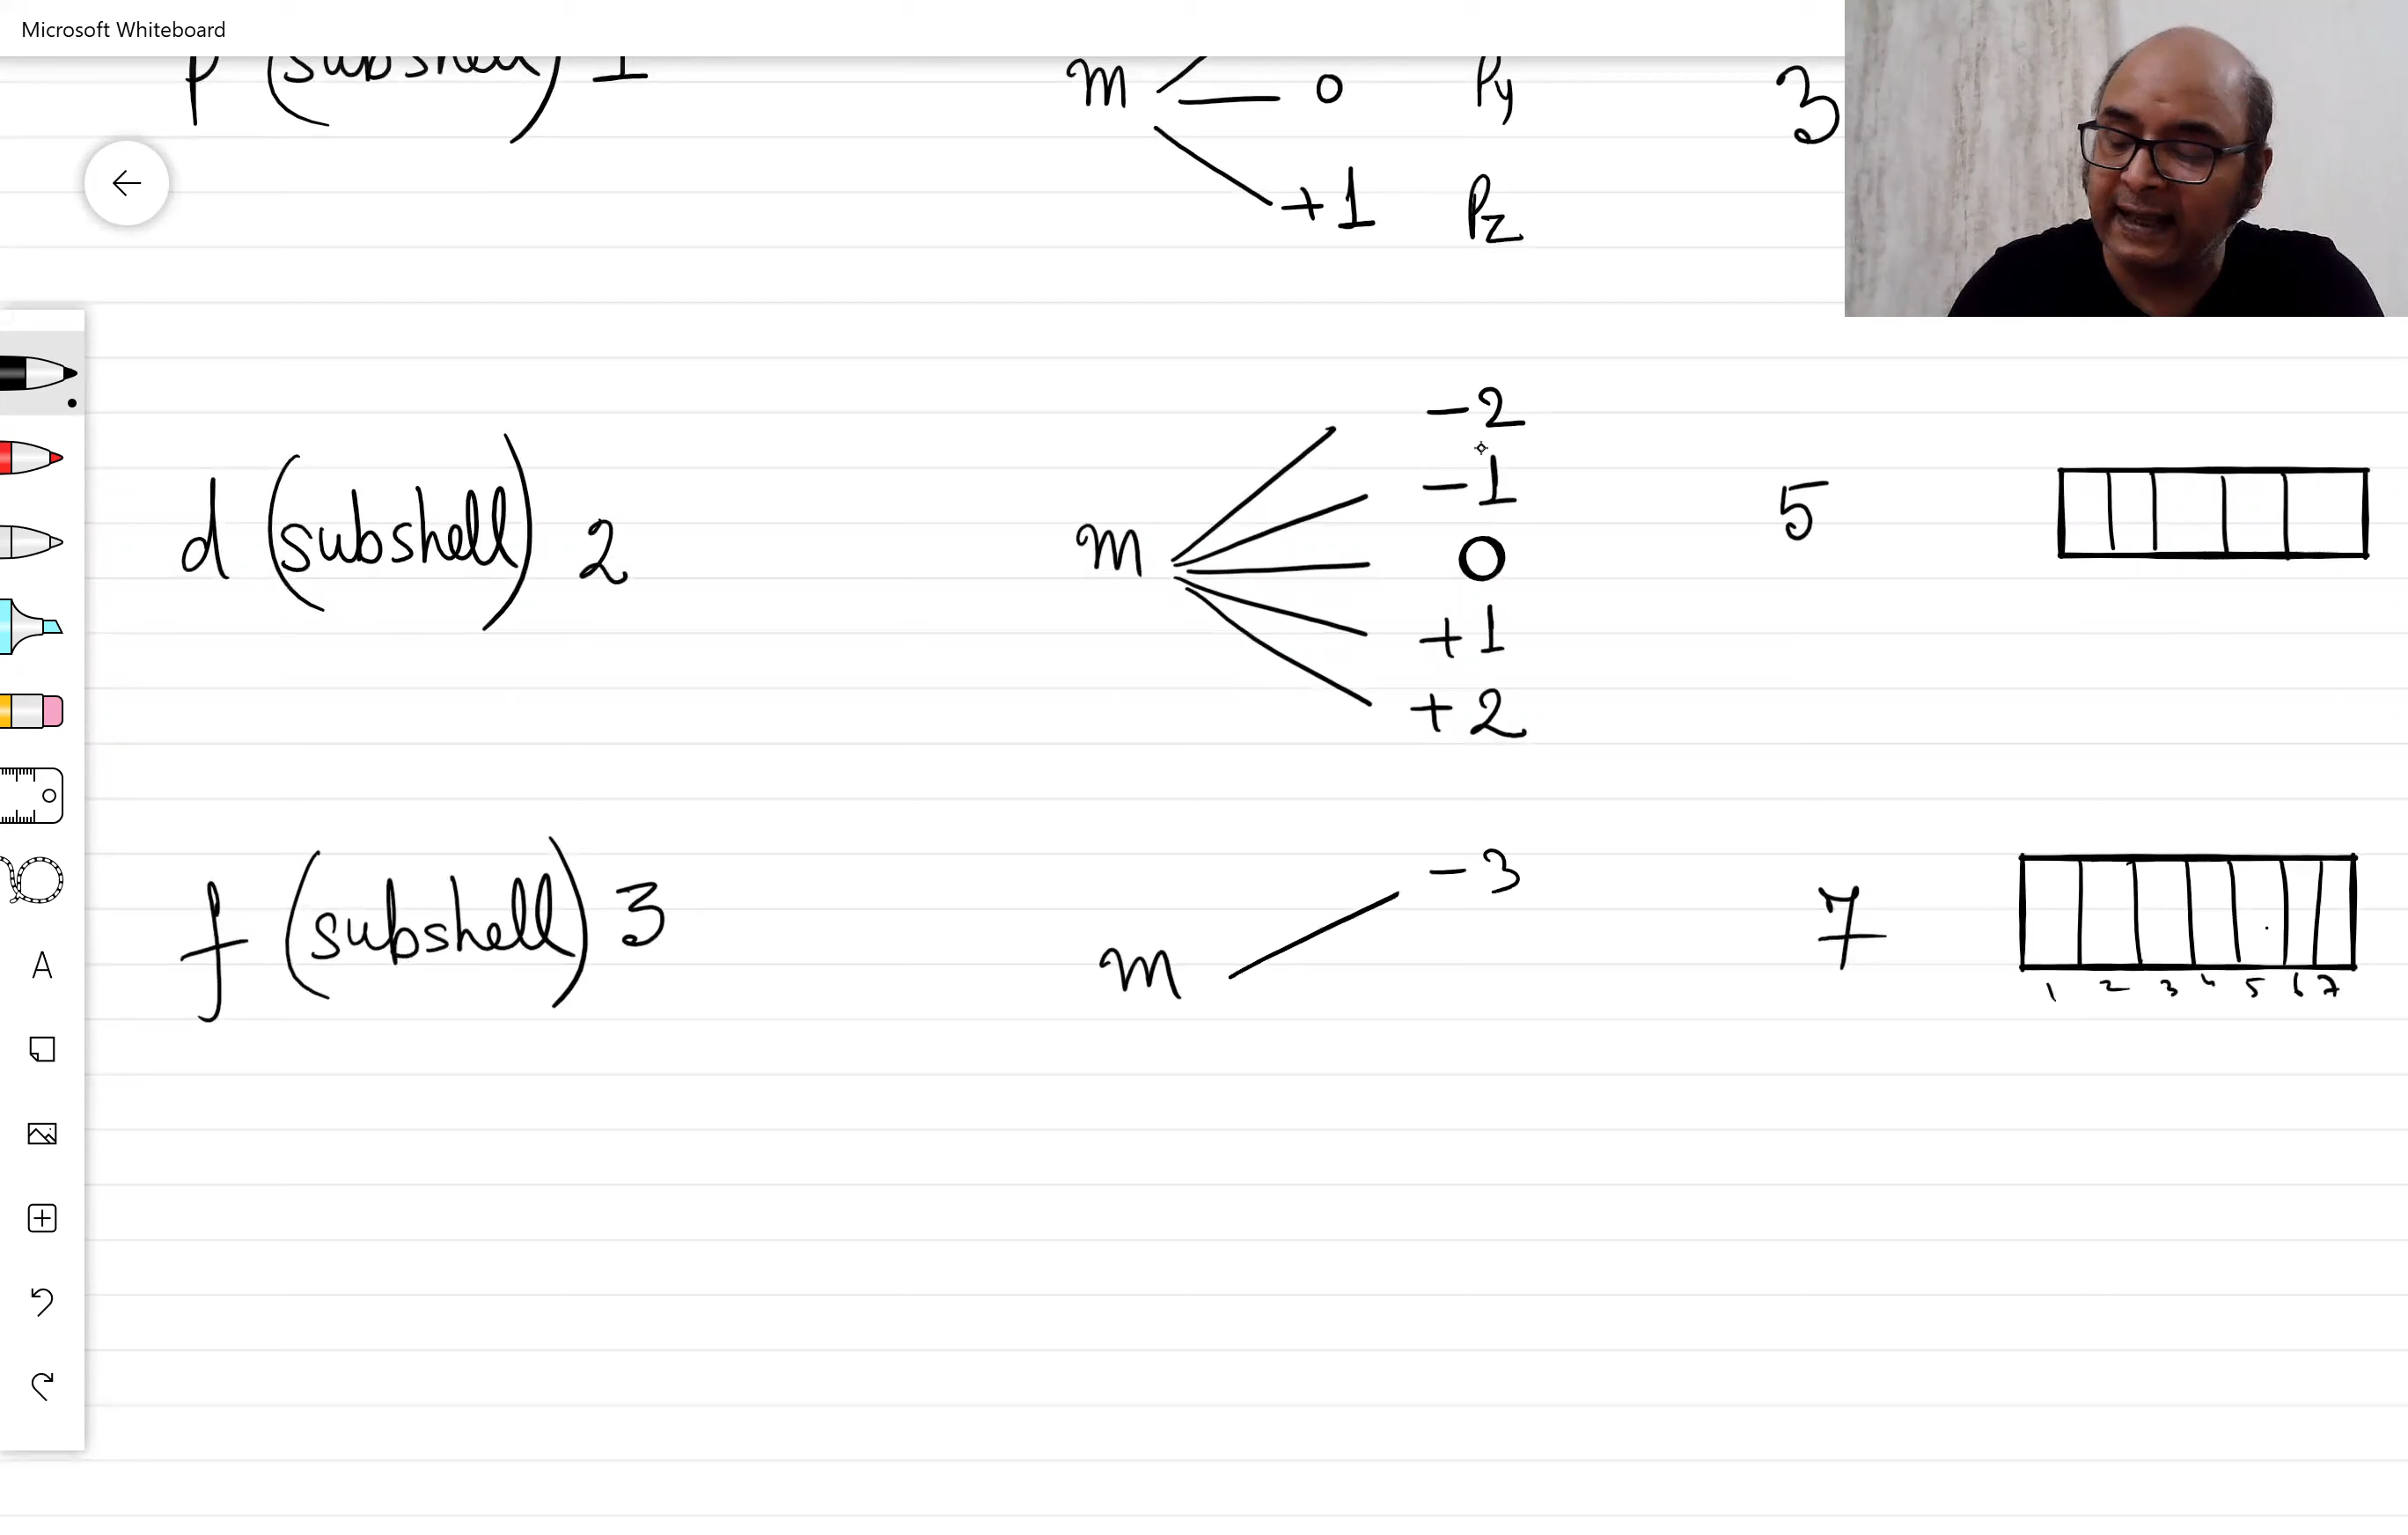 Microsoft Whiteboard
p (subshell) 1 m 0 Py 3
+1 Pz
-2
-1
d (subshell) 2 m 0 5
+1
+2
-3
f (subshell) 3 m 7
1 2 3 4 5 6 7
A